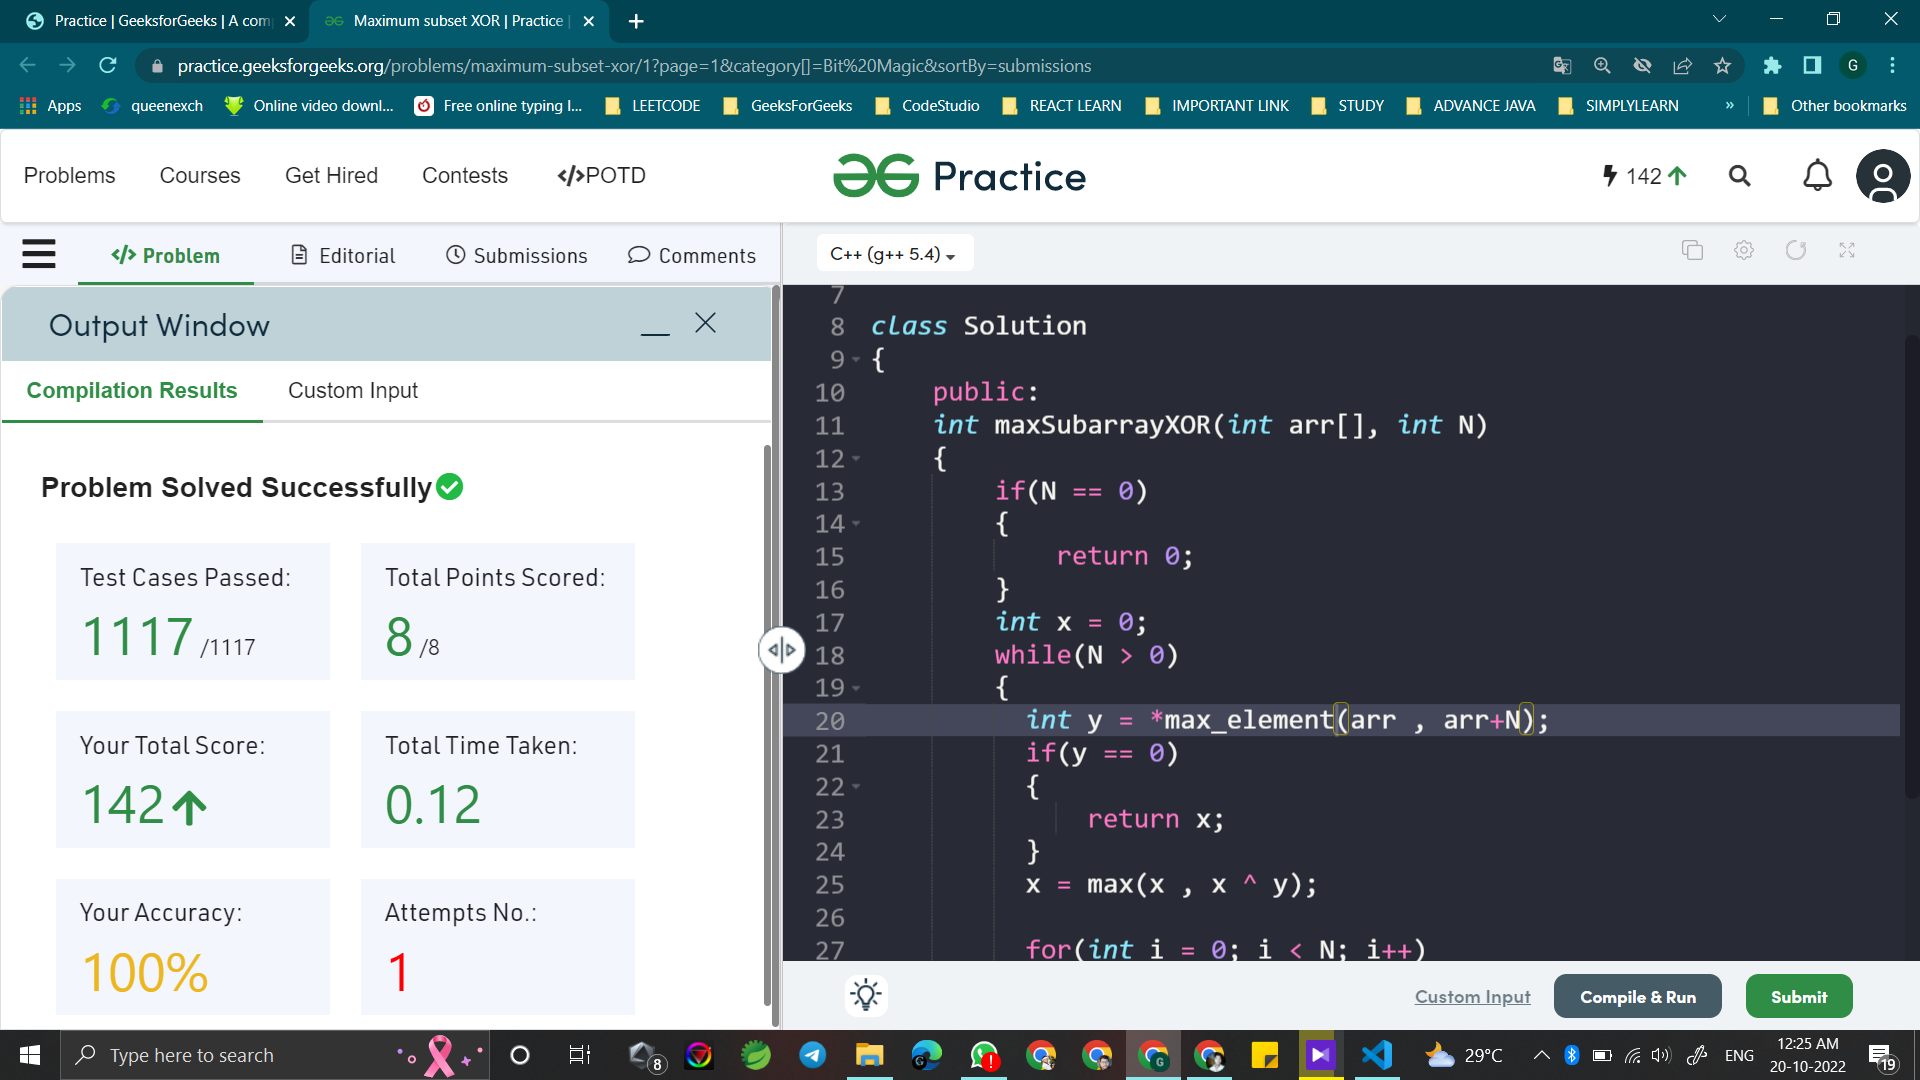 Practice | GeeksforGeeks | A com
Maximum subset XOR | Practice |
practice.geeksforgeeks.org/problems/maximum-subset-xor/1?page=1&category[]=Bit%20Magic&sortBy=submissions
G
Apps
queenexch
Online video downl...
Free online typing I...
LEETCODE
GeeksForGeeks
CodeStudio
REACT LEARN
IMPORTANT LINK
STUDY
ADVANCE JAVA
SIMPLYLEARN
»
Other bookmarks
Problems
Courses
Get Hired
Contests
</>POTD
Practice
142
</> Problem
Editorial
Submissions
Comments
C++ (g++ 5.4)
Output Window
Compilation Results
Custom Input
Problem Solved Successfully
Test Cases Passed:
1117 /1117
Total Points Scored:
8 /8
Your Total Score:
142
Total Time Taken:
0.12
Your Accuracy:
100%
Attempts No.:
1
7
8 class Solution
9 {
10 public:
11 int maxSubarrayXOR(int arr[], int N)
12 {
13 if(N == 0)
14 {
15 return 0;
16 }
17 int x = 0;
18 while(N > 0)
19 {
20 int y = *max_element(arr , arr+N);
21 if(y == 0)
22 {
23 return x;
24 }
25 x = max(x , x ^ y);
26
27 for(int i = 0; i < N; i++)
Custom Input
Compile & Run
Submit
Type here to search
8
29°C
ENG
12:25 AM
20-10-2022
19